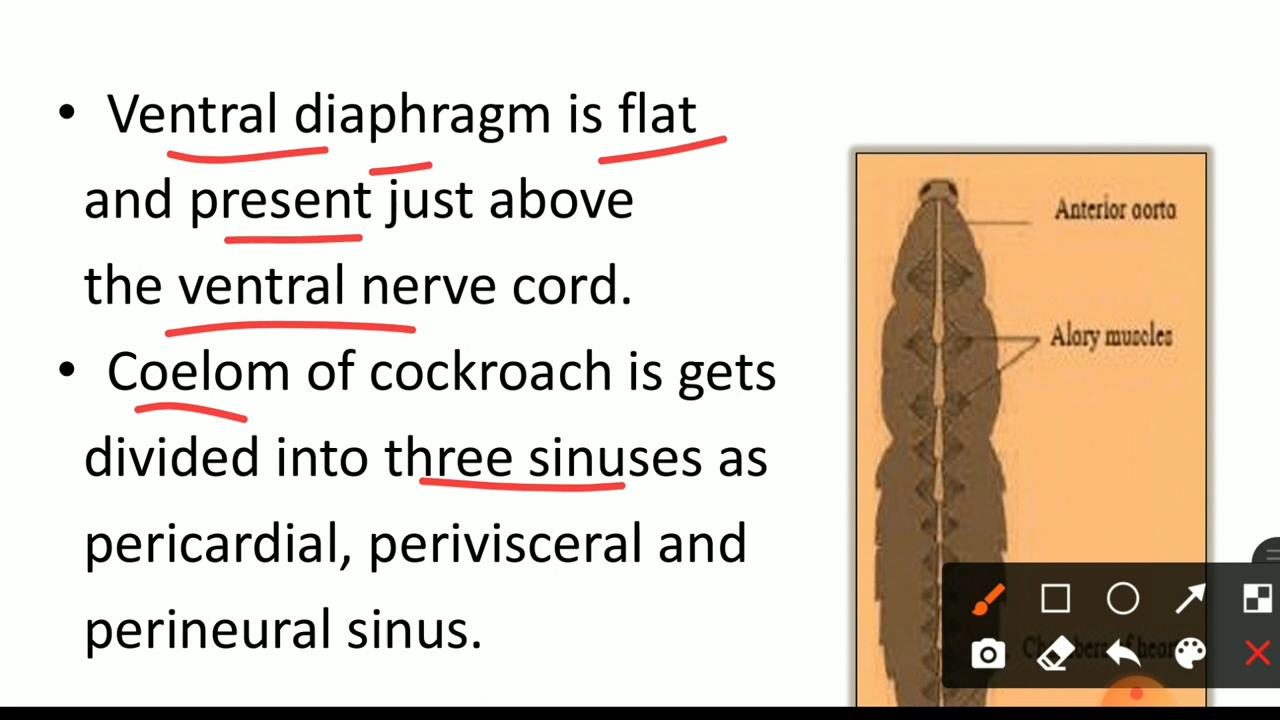 • Ventral diaphragm is flat
and present just above
the ventral nerve cord.
• Coelom of cockroach is gets
divided into three sinuses as
pericardial, perivisceral and
perineural sinus.
Anterior aorta
Alary muscles